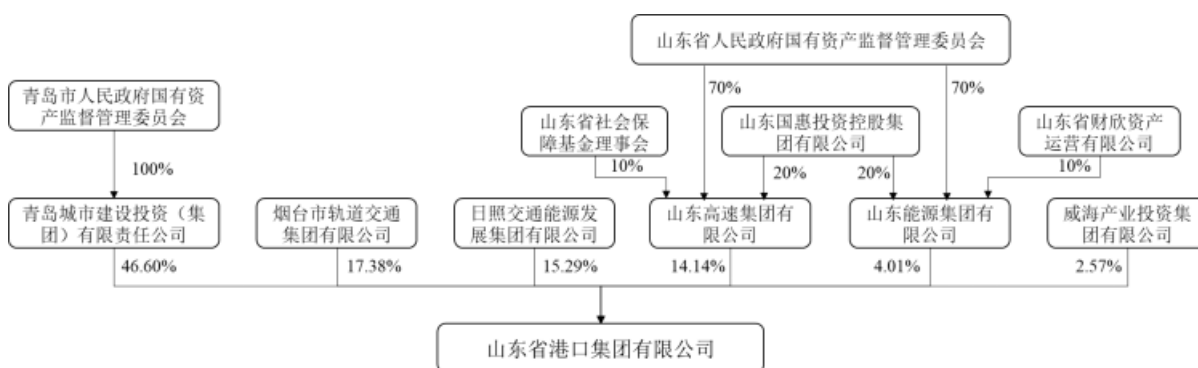 山东省人民政府国有资产监督管理委员会
青岛市人民政府国有资
产监督管理委员会
70%
70%
山东省社会保
障基金理事会
山东国惠投资控股集
团有限公司
山东省财欣资产
运营有限公司
100%
10%
20%
20%
10%
青岛城市建设投资（集
团）有限责任公司
烟台市轨道交通
集团有限公司
日照交通能源发
展集团有限公司
山东高速集团有
限公司
山东能源集团有
限公司
威海产业投资集
团有限公司
46.60%
17.38%
15.29%
14.14%
4.01%
2.57%
山东省港口集团有限公司